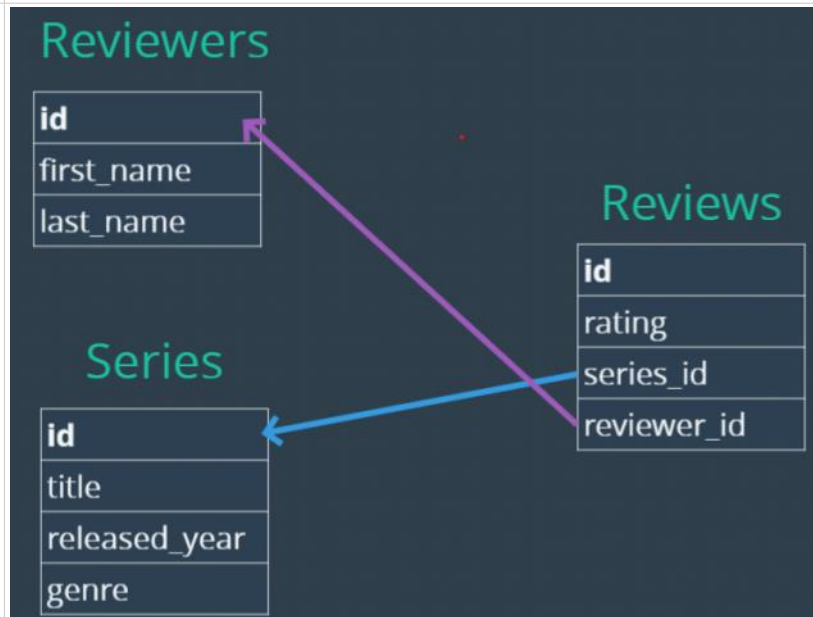 Reviewers
id
first_name
last_name
Reviews
id
rating
series_id
reviewer_id
Series
id
title
released_year
genre